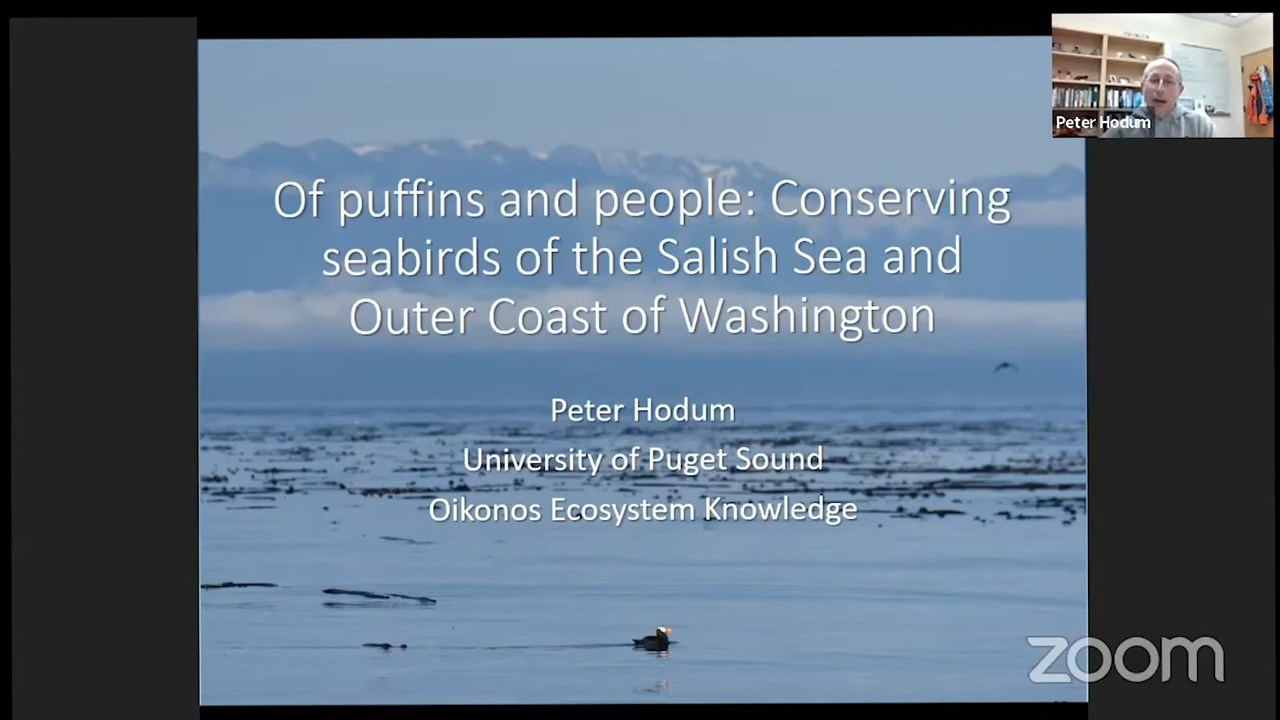 Peter Hodum
Of puffins and people: Conserving
seabirds of the Salish Sea and
Outer Coast of Washington
Peter Hodum
University of Puget Sound
Oikonos Ecosystem Knowledge
zoom